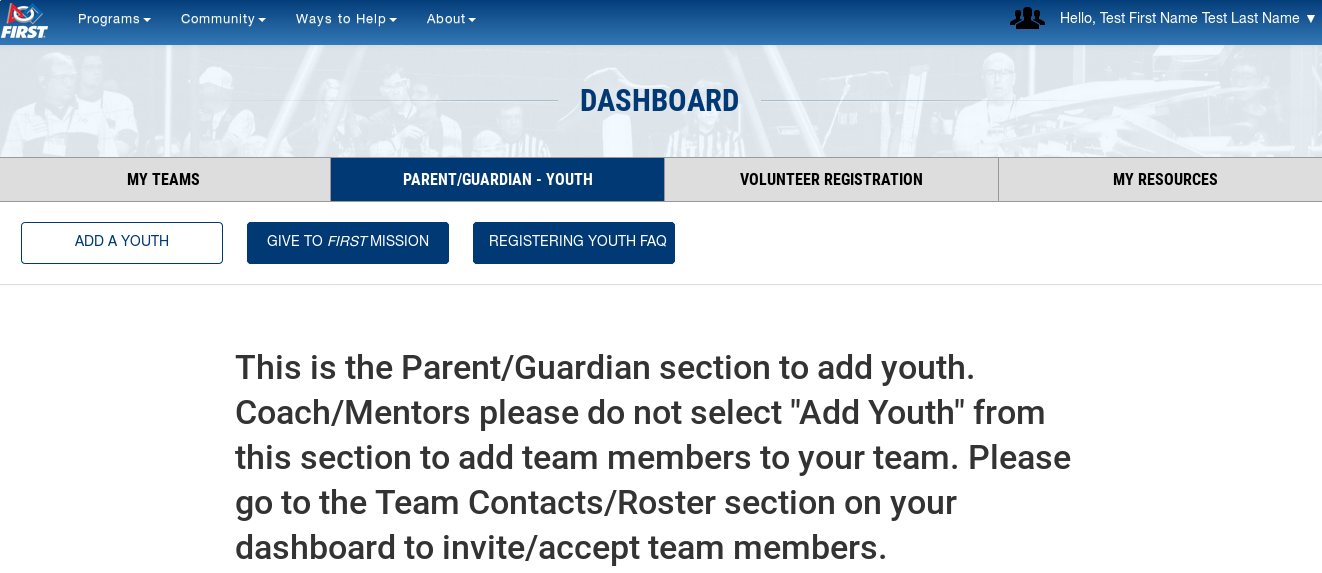 FIRST
Programs Community Ways to Help About
Hello, Test First Name Test Last Name ▼
DASHBOARD
MY TEAMS PARENT/GUARDIAN - YOUTH VOLUNTEER REGISTRATION MY RESOURCES
ADD A YOUTH GIVE TO FIRST MISSION REGISTERING YOUTH FAQ
This is the Parent/Guardian section to add youth.
Coach/Mentors please do not select "Add Youth" from
this section to add team members to your team. Please
go to the Team Contacts/Roster section on your
dashboard to invite/accept team members.